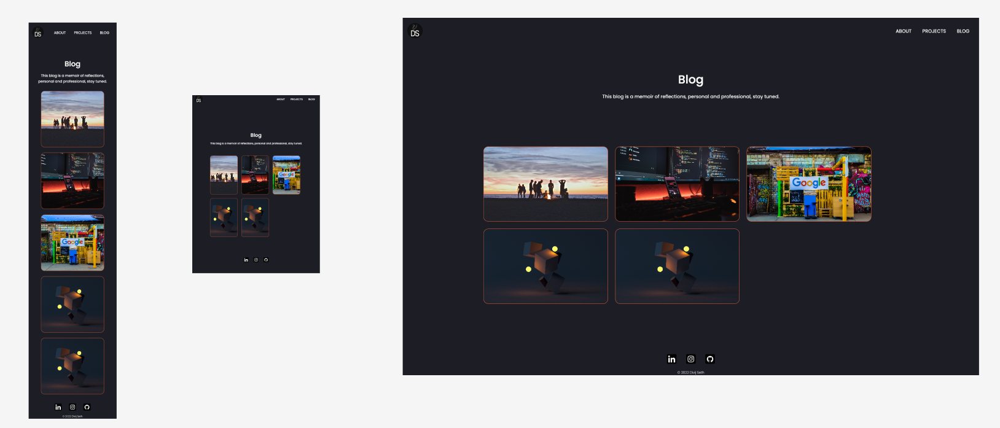 DS
ABOUT PROJECTS BLOG
Blog
This blog is a memoir of reflections,
personal and professional, stay tuned.
Google
in
© 2022 Divij Seth
DS
ABOUT PROJECTS BLOG
Blog
This blog is a memoir of reflections, personal and professional, stay tuned.
Google
in
DS
ABOUT PROJECTS BLOG
Blog
This blog is a memoir of reflections, personal and professional, stay tuned.
Google
in
© 2022 Divij Seth